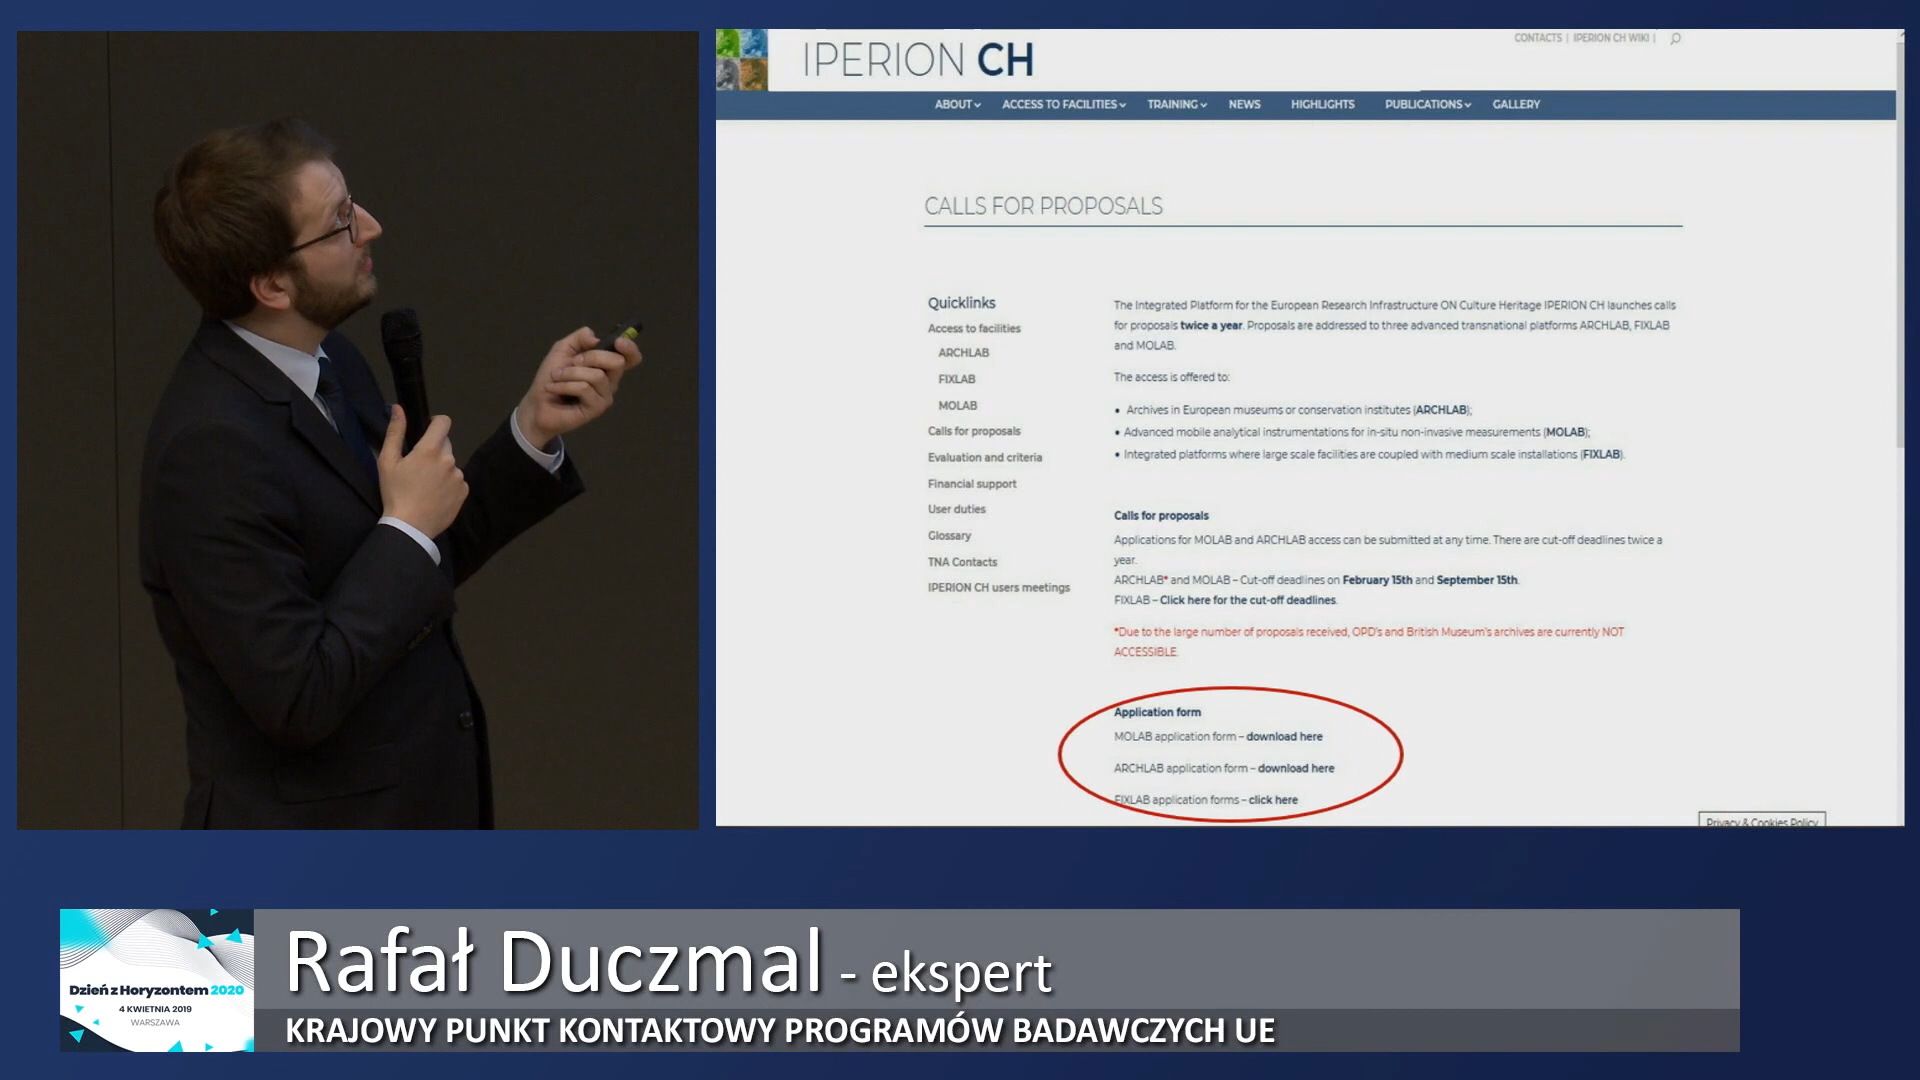 IPERION CH
CONTACTS | IPERION CH WIKI |
ABOUT ACCESS TO FACILITIES TRAINING NEWS HIGHLIGHTS PUBLICATIONS GALLERY
CALLS FOR PROPOSALS
Quicklinks
Access to facilities
ARCHLAB
FIXLAB
MOLAB
Calls for proposals
Evaluation and criteria
Financial support
User duties
Glossary
TNA Contacts
IPERION CH users meetings
The Integrated Platform for the European Research Infrastructure ON Culture Heritage IPERION CH launches calls
for proposals twice a year. Proposals are addressed to three advanced transnational platforms ARCHLAB, FIXLAB
and MOLAB.
The access is offered to:
• Archives in European museums or conservation institutes (ARCHLAB);
• Advanced mobile analytical instrumentations for in-situ non-invasive measurements (MOLAB);
• Integrated platforms where large scale facilities are coupled with medium scale installations (FIXLAB).
Calls for proposals
Applications for MOLAB and ARCHLAB access can be submitted at any time. There are cut-off deadlines twice a
year.
ARCHLAB* and MOLAB – Cut-off deadlines on February 15th and September 15th.
FIXLAB – Click here for the cut-off deadlines.
*Due to the large number of proposals received, OPD's and British Museum's archives are currently NOT
ACCESSIBLE.
Application form
MOLAB application form – download here
ARCHLAB application form – download here
FIXLAB application forms – click here
Privacy & Cookies Policy
Dzień z Horyzontem 2020
4 KWIETNIA 2019
WARSZAWA
Rafał Duczmal - ekspert
KRAJOWY PUNKT KONTAKTOWY PROGRAMÓW BADAWCZYCH UE